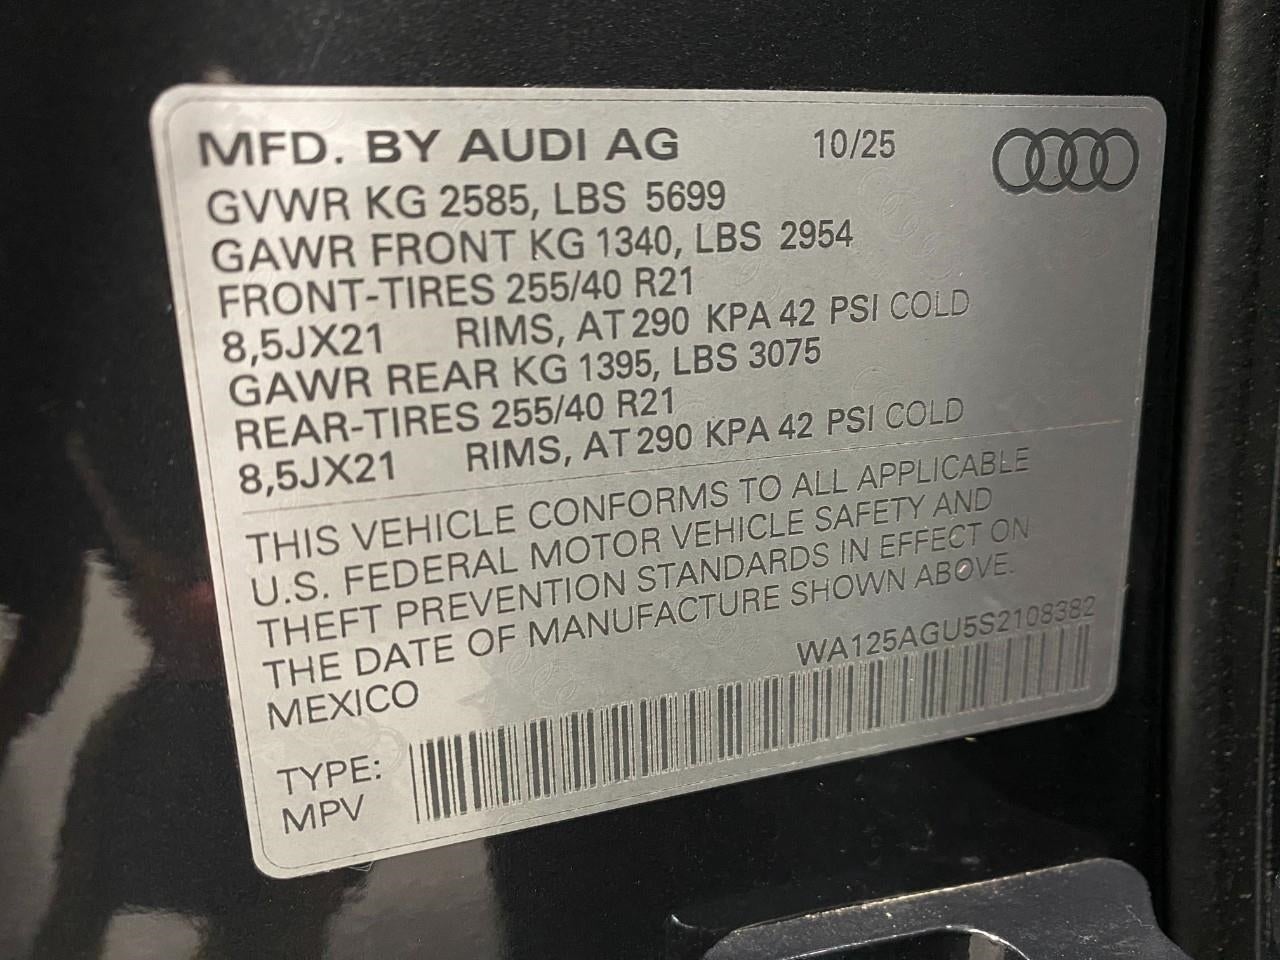 MFD. BY AUDI AG 10/25
GVWR KG 2585, LBS 5699
GAWR FRONT KG 1340, LBS 2954
FRONT-TIRES 255/40 R21
8,5JX21 RIMS, AT 290 KPA 42 PSI COLD
GAWR REAR KG 1395, LBS 3075
REAR-TIRES 255/40 R21
8,5JX21 RIMS, AT 290 KPA 42 PSI COLD
THIS VEHICLE CONFORMS TO ALL APPLICABLE
U.S. FEDERAL MOTOR VEHICLE SAFETY AND
THEFT PREVENTION STANDARDS IN EFFECT ON
THE DATE OF MANUFACTURE SHOWN ABOVE.
MEXICO WA125AGU5S2108382
TYPE:
MPV